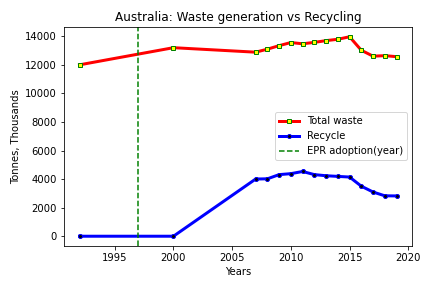 Australia: Waste generation vs Recycling
Tonnes, Thousands
14000
12000
10000
8000
6000
4000
2000
0
Total waste
Recycle
EPR adoption(year)
1995
2000
2005
2010
2015
2020
Years